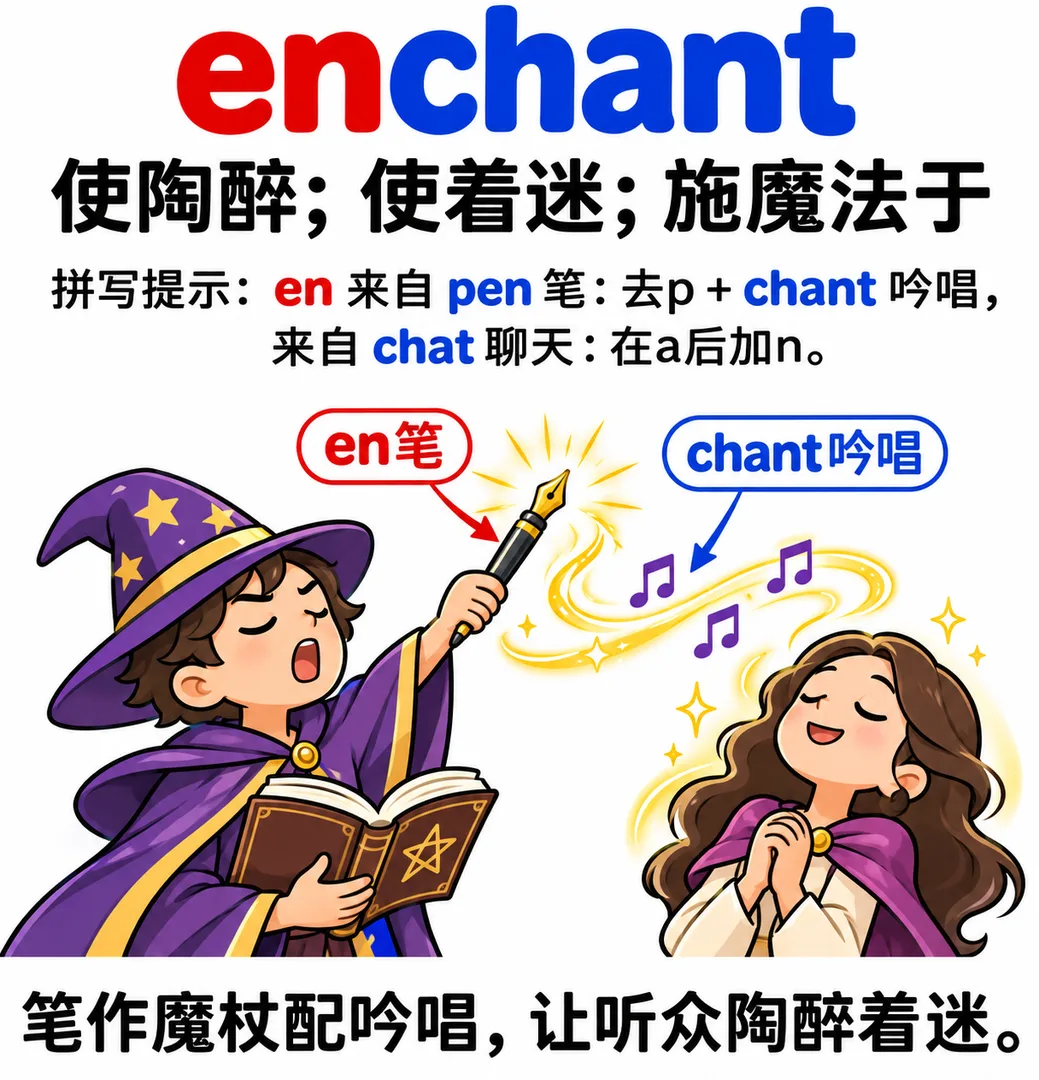 enchant
使陶醉；使着迷；施魔法于
拼写提示：en 来自 pen 笔：去p + chant 吟唱，
来自 chat 聊天：在a后加n。
en笔
chant吟唱
笔作魔杖配吟唱，让听众陶醉着迷。